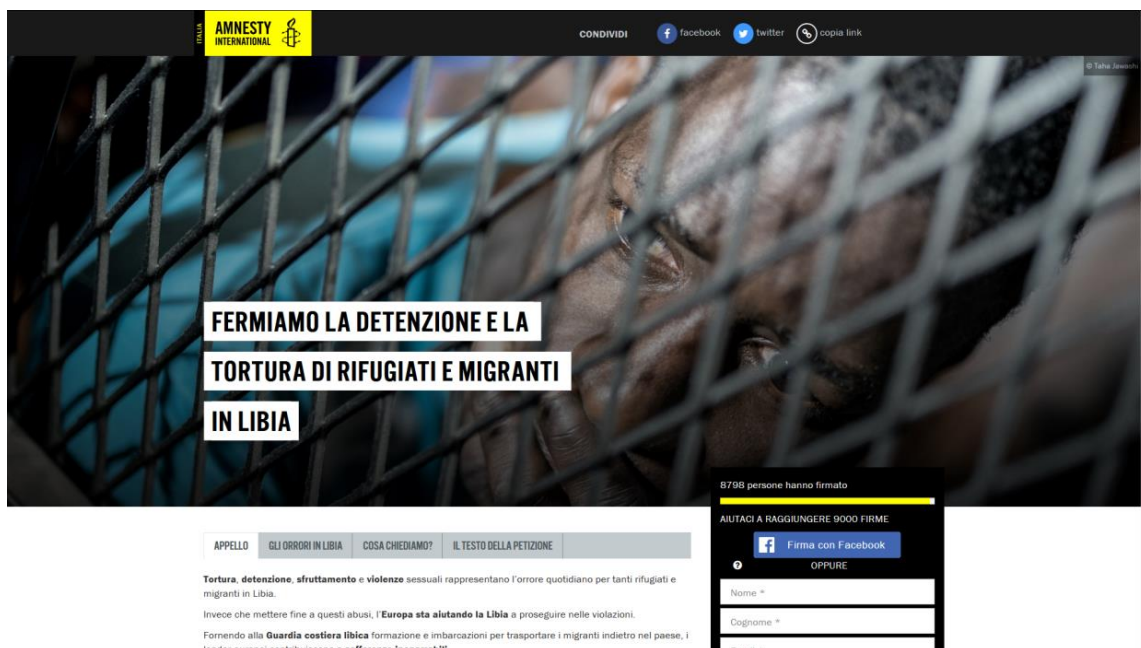 ITALIA
AMNESTY
INTERNATIONAL
CONDIVIDI
facebook
twitter
copia link
© Taha Jawashi
FERMIAMO LA DETENZIONE E LA
TORTURA DI RIFUGIATI E MIGRANTI
IN LIBIA
8798 persone hanno firmato
AIUTACI A RAGGIUNGERE 9000 FIRME
Firma con Facebook
OPPURE
Nome *
Cognome *
APPELLO
GLI ORRORI IN LIBIA
COSA CHIEDIAMO?
IL TESTO DELLA PETIZIONE
Tortura, detenzione, sfruttamento e violenze sessuali rappresentano l'orrore quotidiano per tanti rifugiati e
migranti in Libia.
Invece che mettere fine a questi abusi, l'Europa sta aiutando la Libia a proseguire nelle violazioni.
Fornendo alla Guardia costiera libica formazione e imbarcazioni per trasportare i migranti indietro nel paese, i